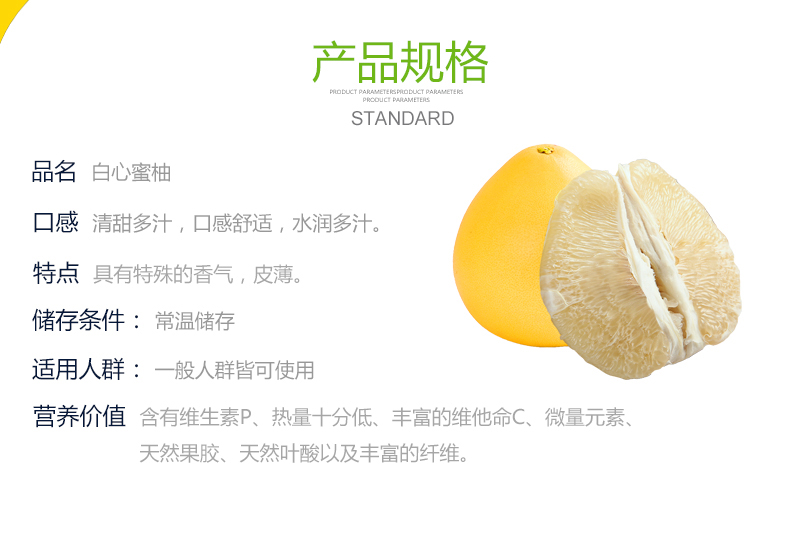 产品规格
PRODUCT PARAMETERSPRODUCT PARAMETERS
PRODUCT PARAMETERS
STANDARD
品名 白心蜜柚
口感 清甜多汁，口感舒适，水润多汁。
特点 具有特殊的香气，皮薄。
储存条件： 常温储存
适用人群： 一般人群皆可使用
营养价值 含有维生素P、热量十分低、丰富的维他命C、微量元素、
天然果胶、天然叶酸以及丰富的纤维。